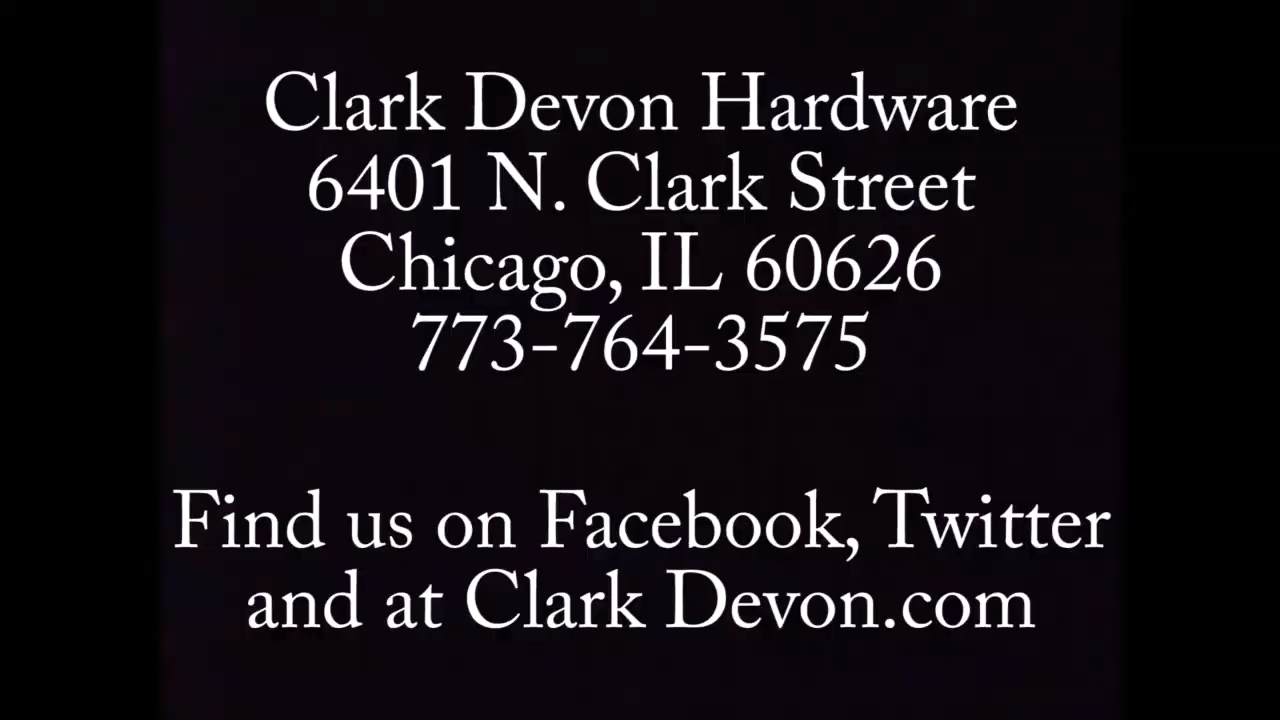 Clark Devon Hardware
6401 N. Clark Street
Chicago, IL 60626
773-764-3575
Find us on Facebook, Twitter
and at Clark Devon.com